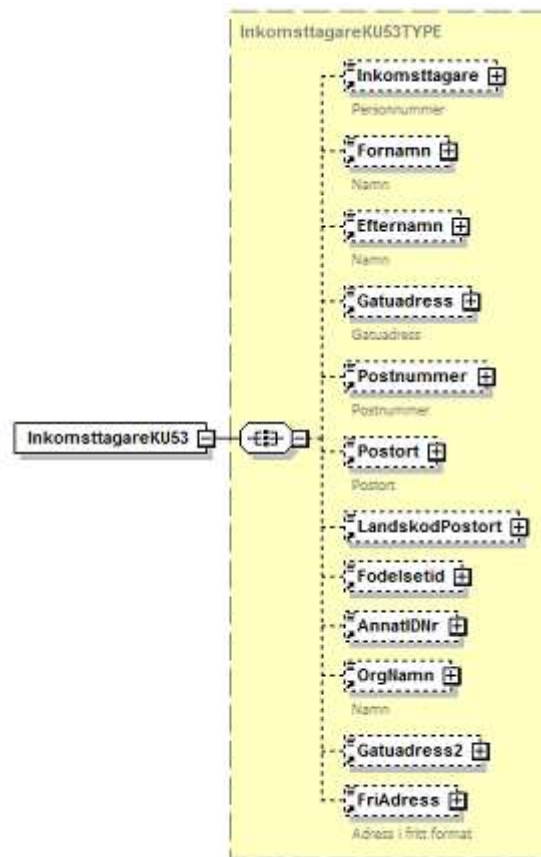 InkomsttagareKU53TYPE
Inkomsttagare
Personnummer
Fornamn
Namn
Efternamn
Namn
Gatuadress
Gatuadress
Postnummer
Postnummer
InkomsttagareKU53
Postort
Postort
LandskodPostort
Fodelsetid
AnnatIDNr
OrgNamn
Namn
Gatuadress2
FriAdress
Adress i fritt format